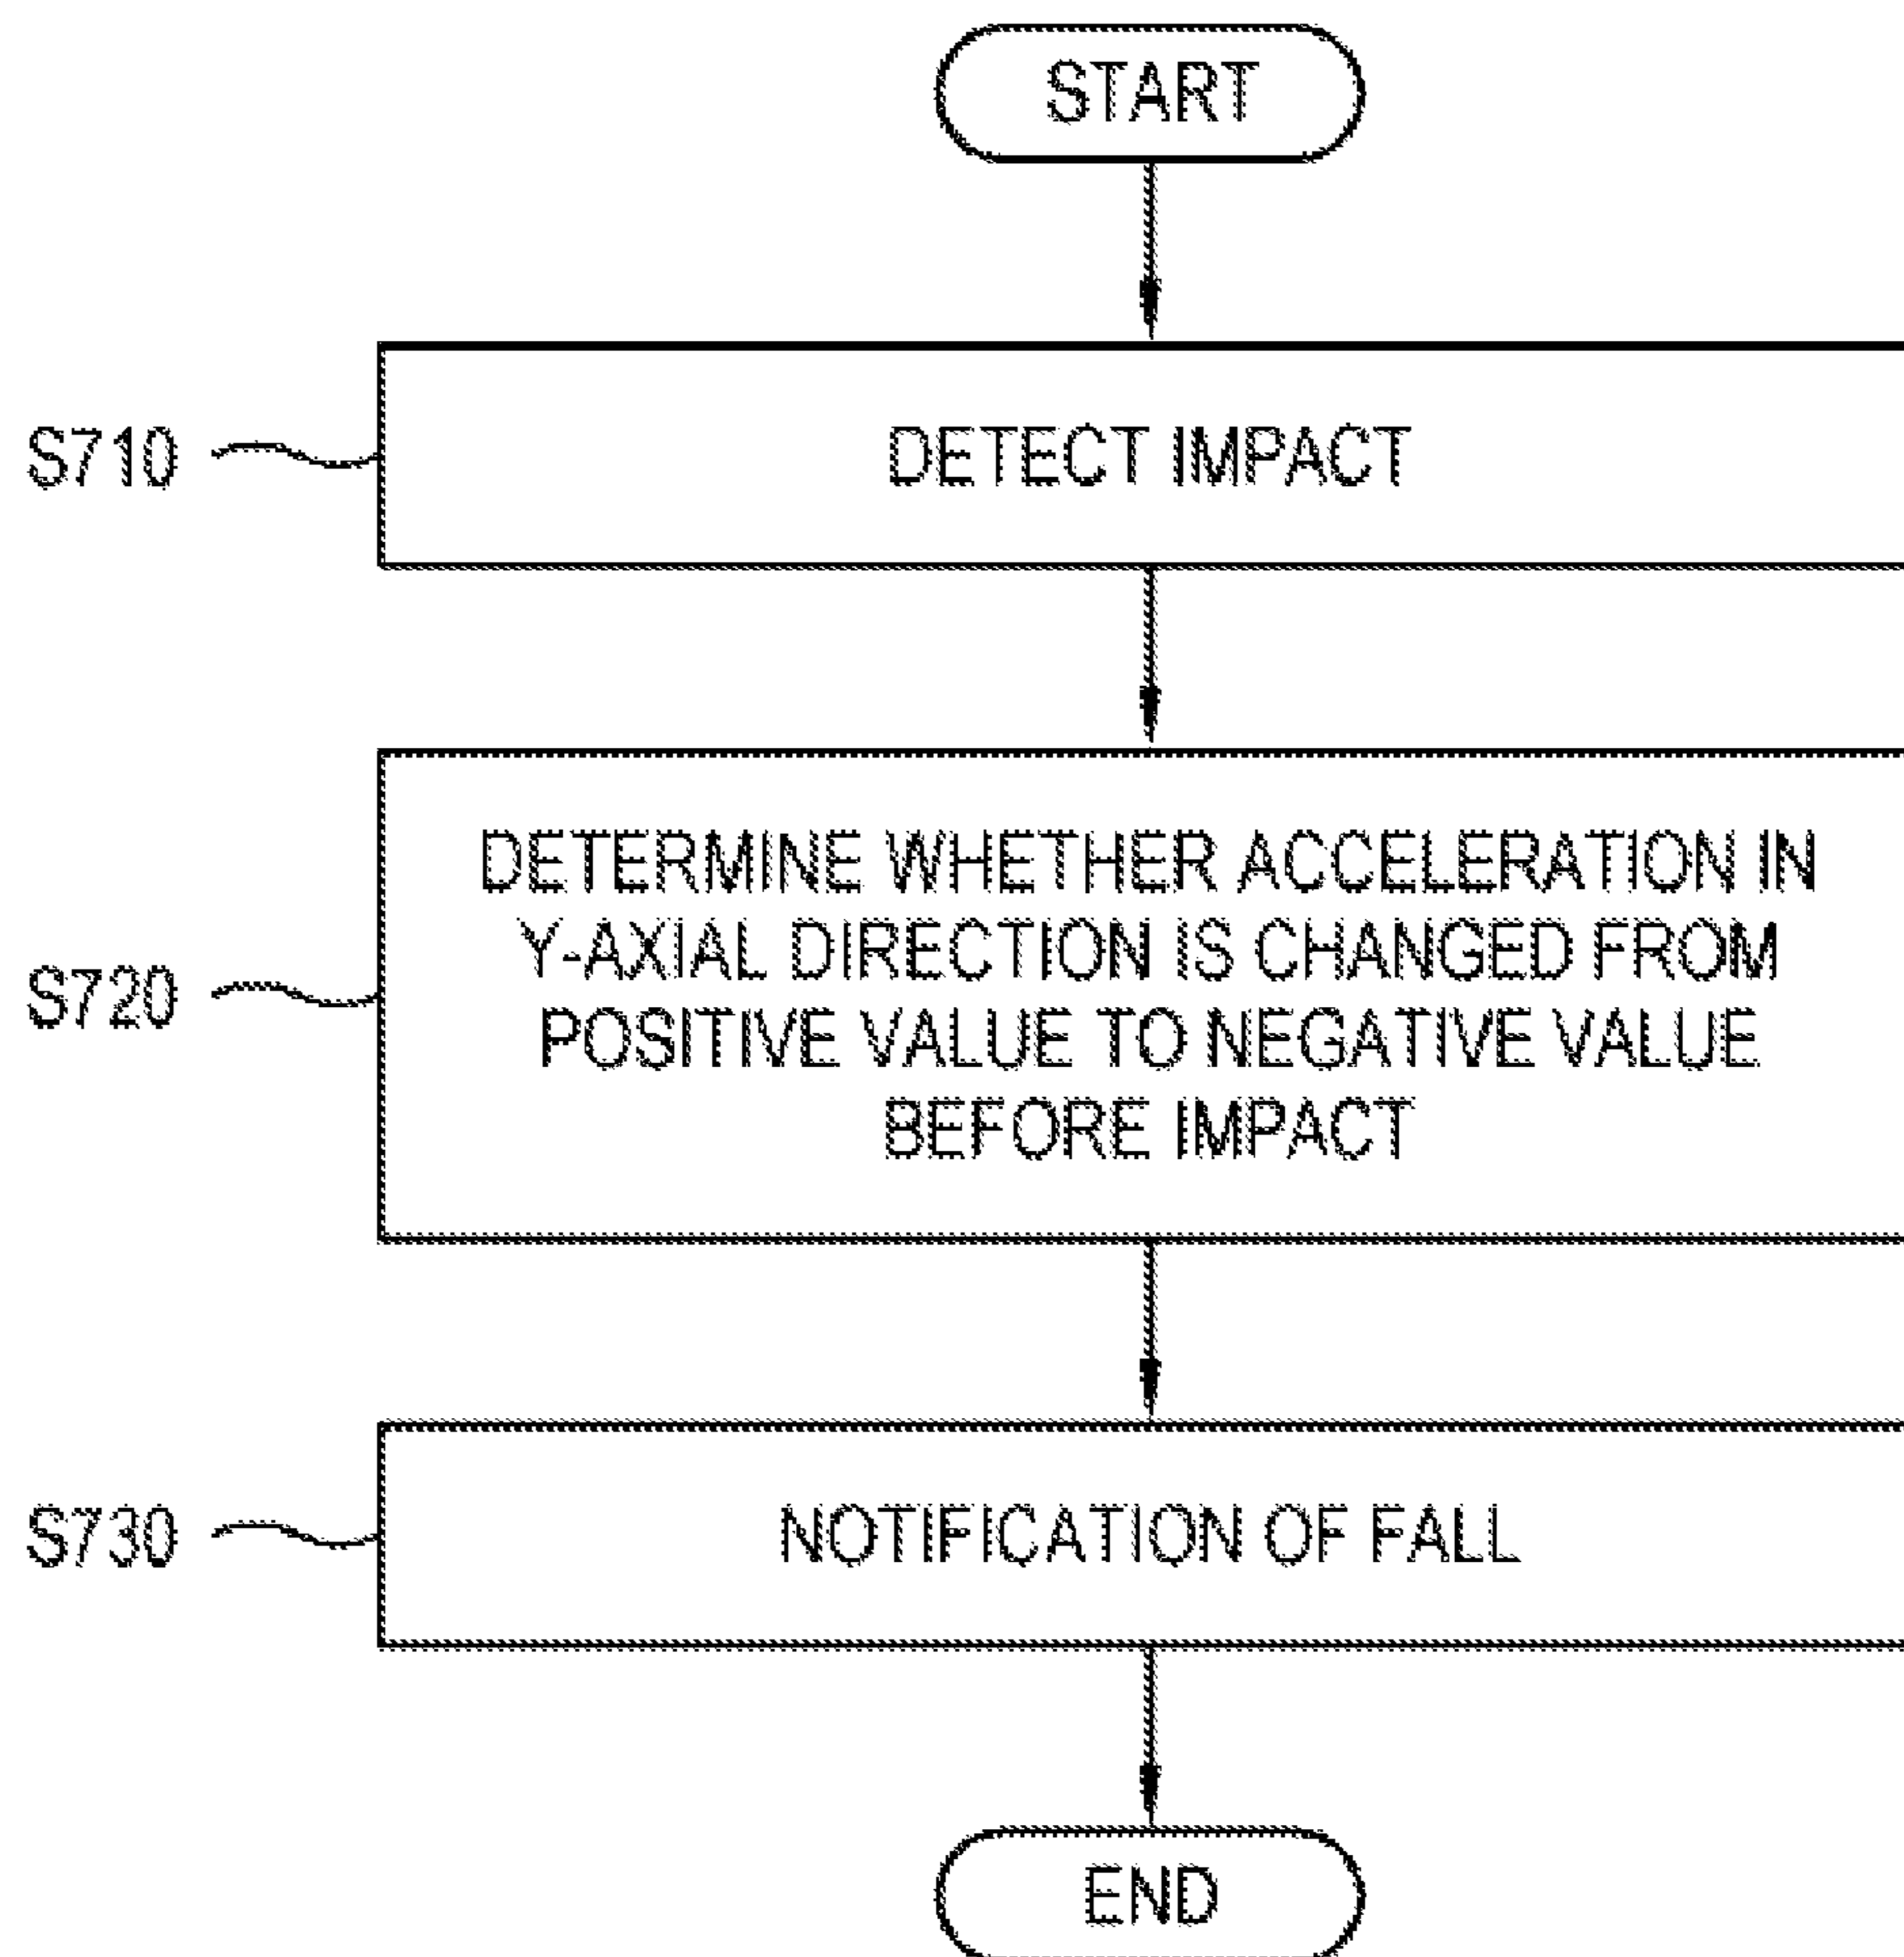 START
S710
DETECT IMPACT
S720
DETERMINE WHETHER ACCELERATION IN
Y-AXIAL DIRECTION IS CHANGED FROM
POSITIVE VALUE TO NEGATIVE VALUE
BEFORE IMPACT
S730
NOTIFICATION OF FALL
END